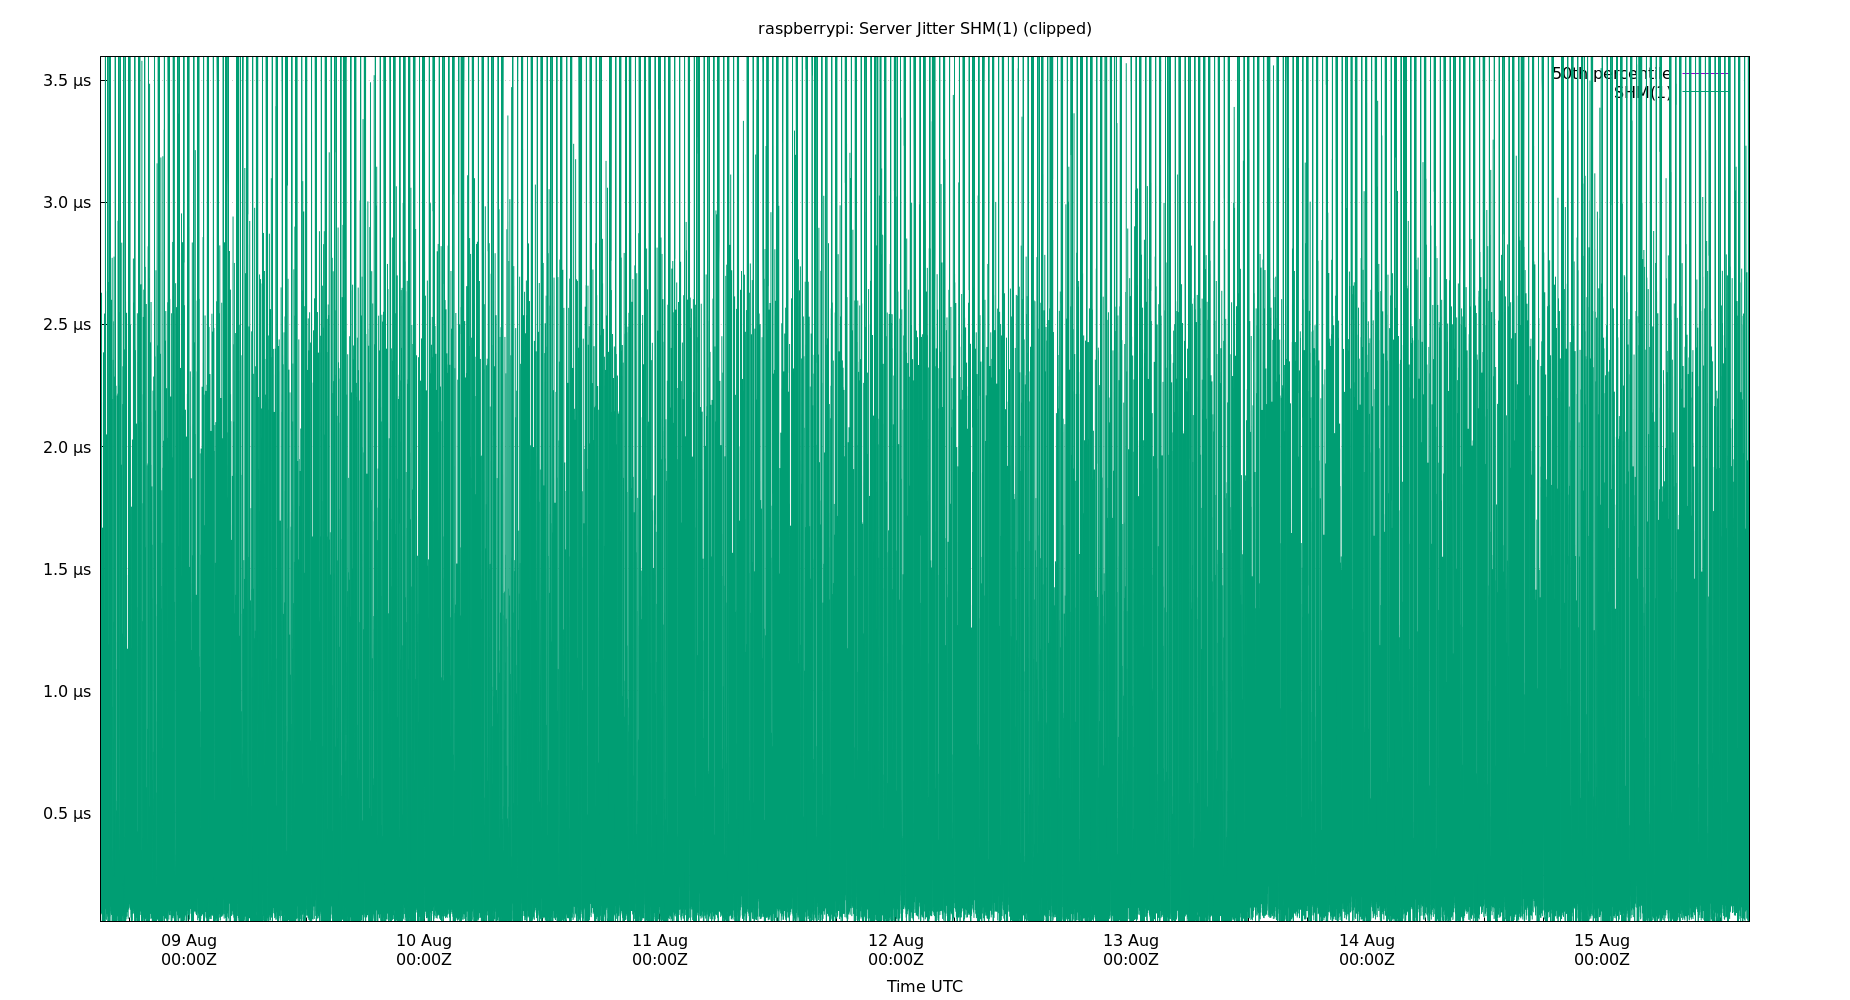 raspberrypi: Server Jitter SHM(1) (clipped)
50th percentile
SHM(1)
3.5 µs
3.0 µs
2.5 µs
2.0 µs
1.5 µs
1.0 µs
0.5 µs
09 Aug 10 Aug 11 Aug 12 Aug 13 Aug 14 Aug 15 Aug
00:00Z 00:00Z 00:00Z 00:00Z 00:00Z 00:00Z 00:00Z
Time UTC